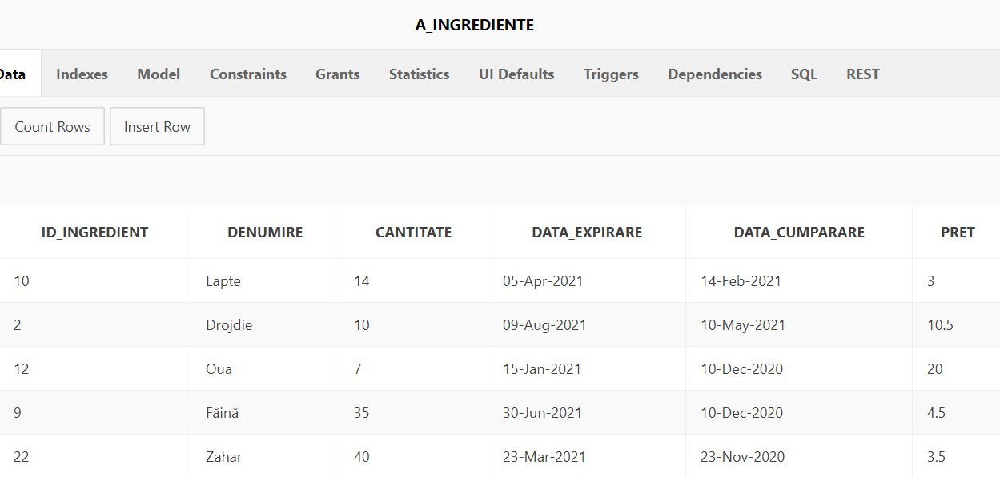 A_INGREDIENTE
Data Indexes Model Constraints Grants Statistics UI Defaults Triggers Dependencies SQL REST
Count Rows Insert Row
ID_INGREDIENT DENUMIRE CANTITATE DATA_EXPIRARE DATA_CUMPARARE PRET
10 Lapte 14 05-Apr-2021 14-Feb-2021 3
2 Drojdie 10 09-Aug-2021 10-May-2021 10.5
12 Oua 7 15-Jan-2021 10-Dec-2020 20
9 Făină 35 30-Jun-2021 10-Dec-2020 4.5
22 Zahar 40 23-Mar-2021 23-Nov-2020 3.5